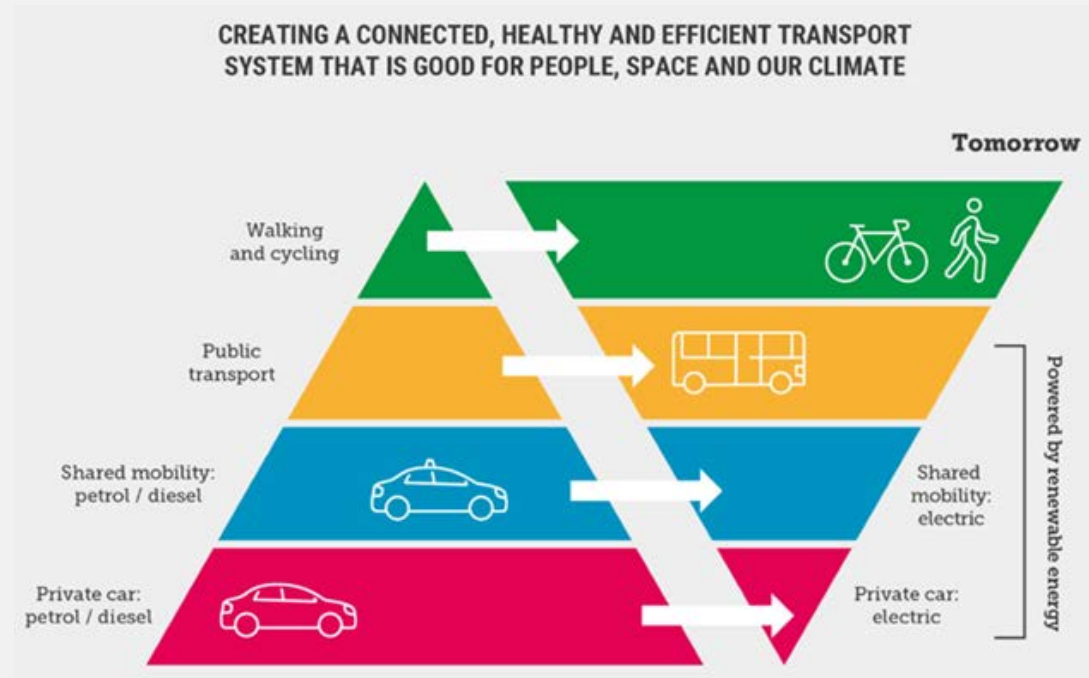 CREATING A CONNECTED, HEALTHY AND EFFICIENT TRANSPORT
SYSTEM THAT IS GOOD FOR PEOPLE, SPACE AND OUR CLIMATE
Tomorrow
Walking
and cycling
Public
transport
Shared mobility:
petrol / diesel
Shared
mobility:
electric
Private car:
petrol / diesel
Private car:
electric
Powered by renewable energy